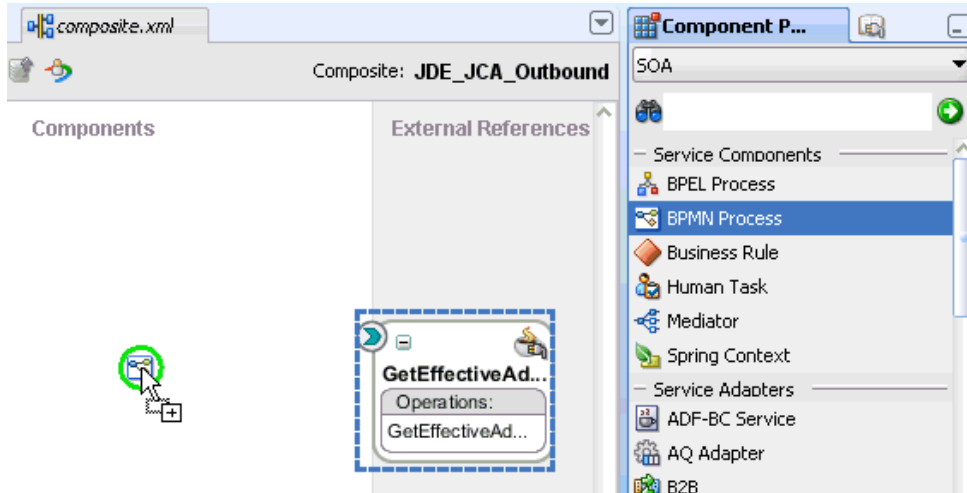 composite.xml
Composite: JDE_JCA_Outbound
Components
External References
GetEffectiveAd...
Operations:
GetEffectiveAd...
Component P...
SOA
Service Components
BPEL Process
BPMN Process
Business Rule
Human Task
Mediator
Spring Context
Service Adapters
ADF-BC Service
AQ Adapter
B2B